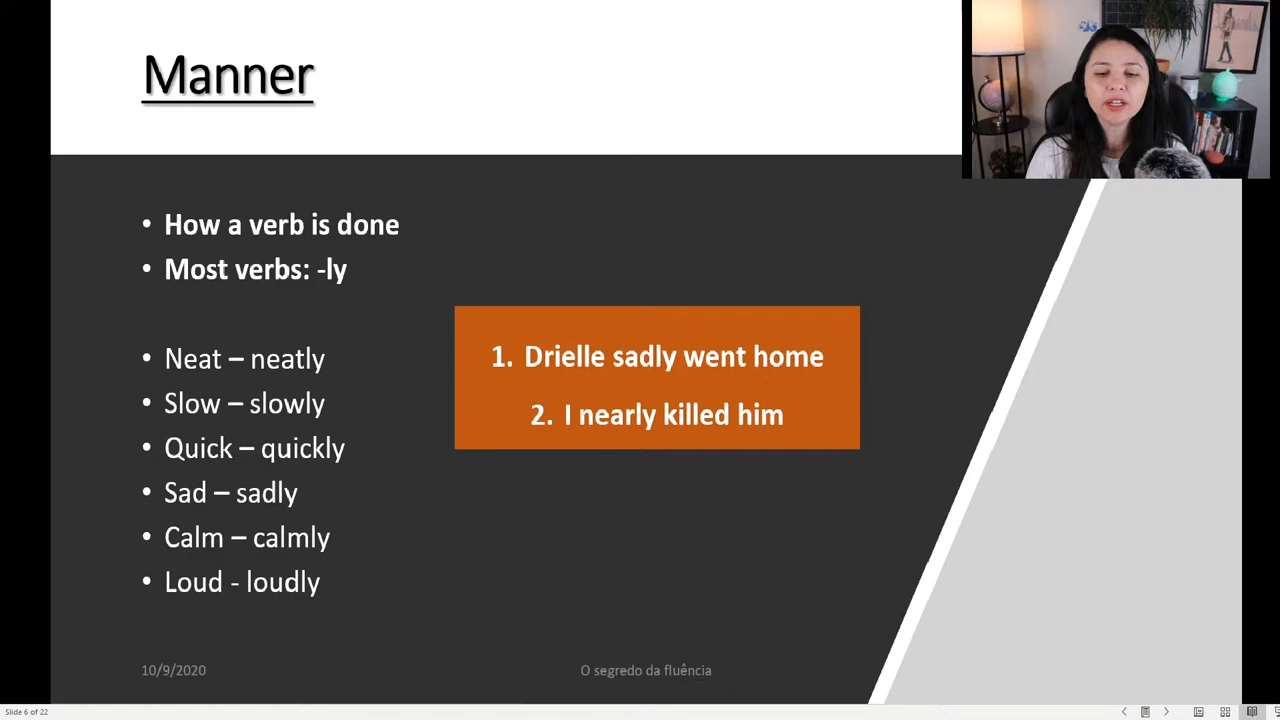 Manner
• How a verb is done
• Most verbs: -ly
• Neat – neatly
• Slow – slowly
• Quick – quickly
• Sad – sadly
• Calm – calmly
• Loud - loudly
1. Drielle sadly went home
2. I nearly killed him
10/9/2020
O segredo da fluência
Slide 6 of 22